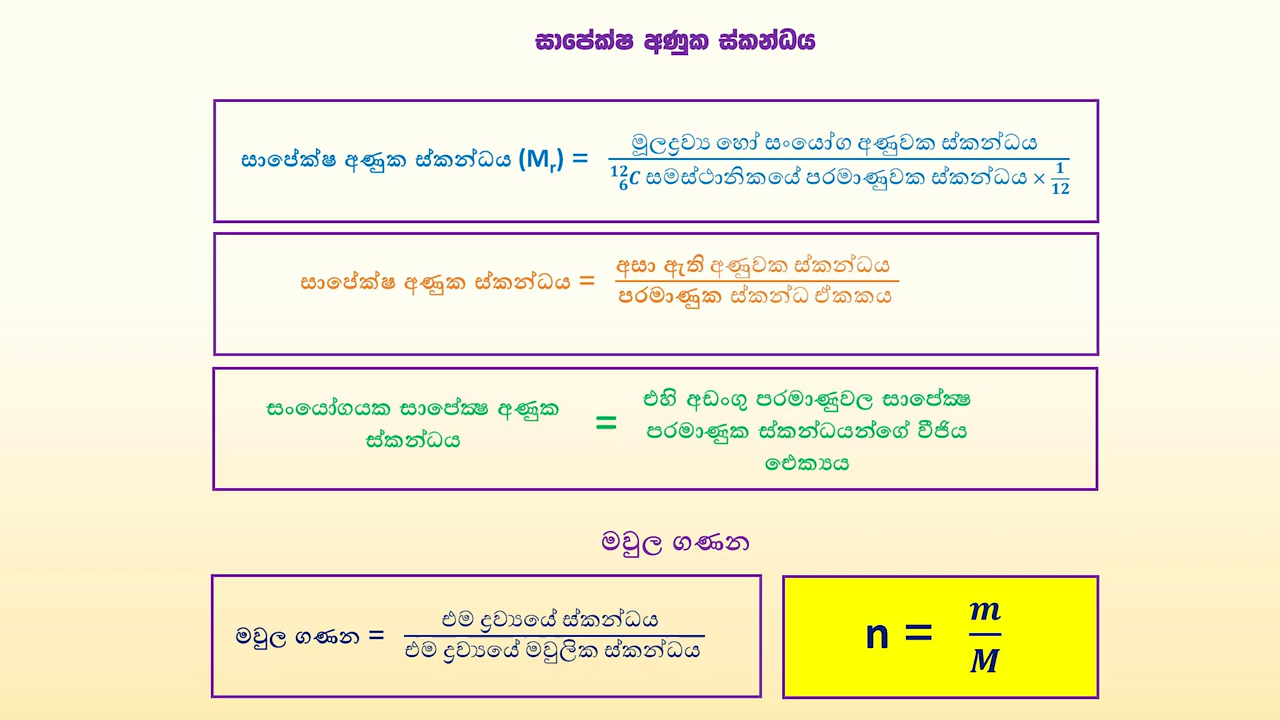 සාපේක්ෂ අණුක ස්කන්ධය
සාපේක්ෂ අණුක ස්කන්ධය (Mr) = මූලද්‍රව්‍ය හෝ සංයෝග අණුවක ස්කන්ධය
12 6 C සමස්ථානිකයේ පරමාණුවක ස්කන්ධය × 1/12
සාපේක්ෂ අණුක ස්කන්ධය = අසා ඇති අණුවක ස්කන්ධය
පරමාණුක ස්කන්ධ ඒකකය
සංයෝගයක සාපේක්‍ෂ අණුක
ස්කන්ධය
=
එහි අඩංගු පරමාණුවල සාපේක්‍ෂ
පරමාණුක ස්කන්ධයන්ගේ වීජිය
ඓක්‍යය
මවුල ගණන
මවුල ගණන = එම ද්‍රව්‍යයේ ස්කන්ධය
එම ද්‍රව්‍යයේ මවුලික ස්කන්ධය
n = m
M